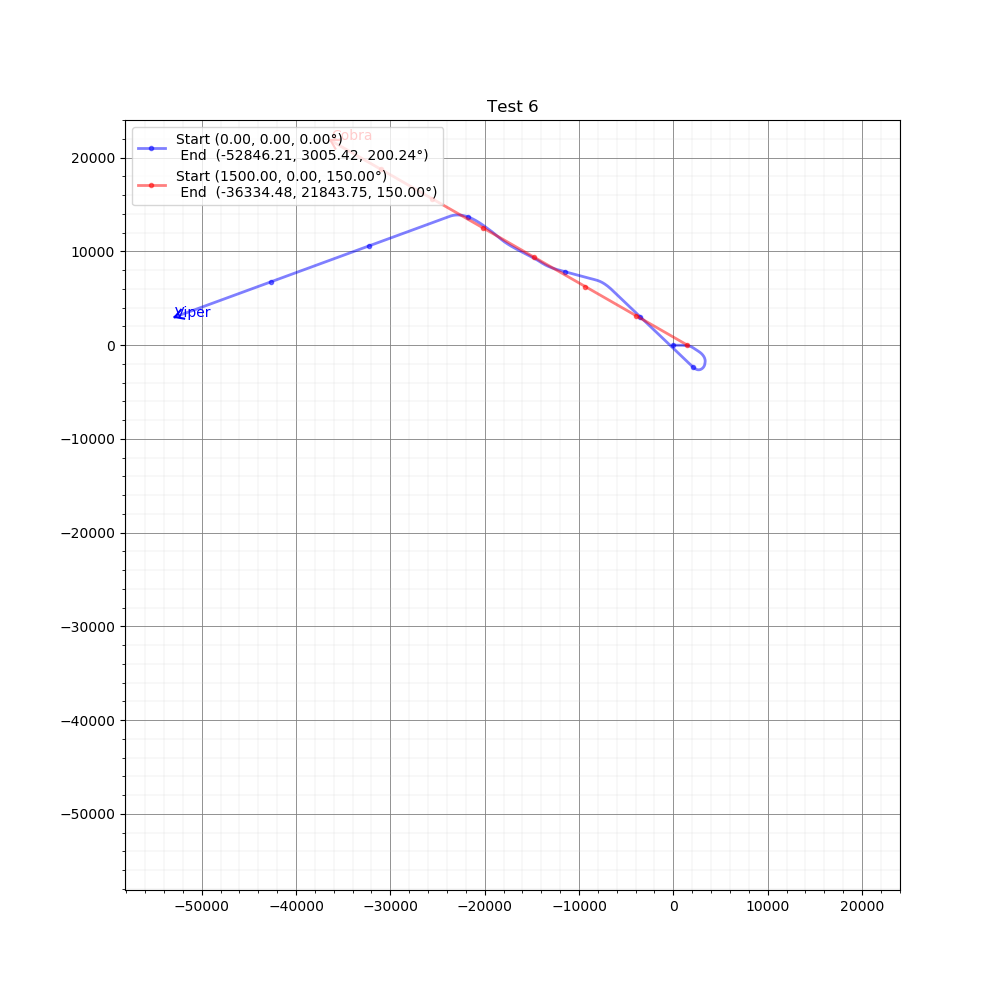 Test 6
Cobra
Start (0.00, 0.00, 0.00°)
End  (-52846.21, 3005.42, 200.24°)
Start (1500.00, 0.00, 150.00°)
End  (-36334.48, 21843.75, 150.00°)
Viper
20000
10000
0
−10000
−20000
−30000
−40000
−50000
−50000 −40000 −30000 −20000 −10000 0 10000 20000